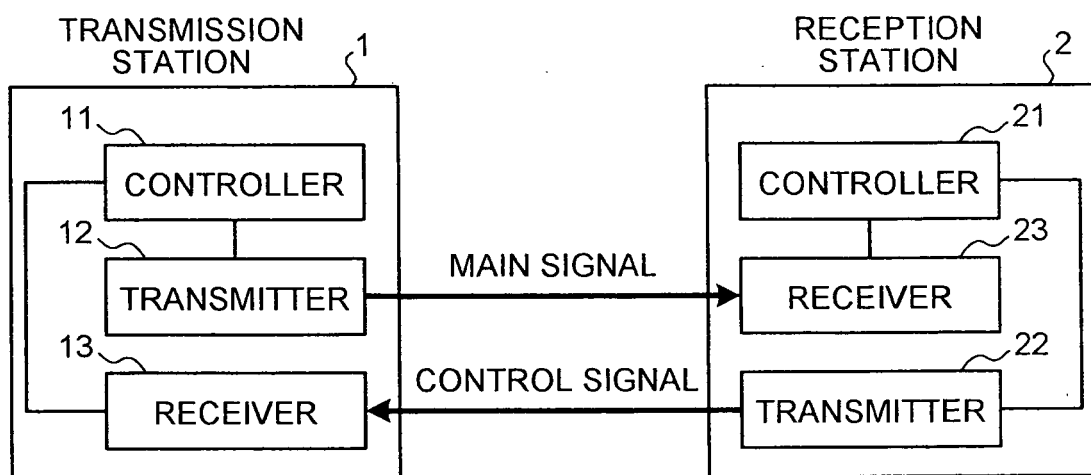 TRANSMISSION
STATION
1
11
CONTROLLER
12
TRANSMITTER
13
RECEIVER
MAIN SIGNAL
CONTROL SIGNAL
RECEPTION
STATION
2
21
CONTROLLER
23
RECEIVER
22
TRANSMITTER